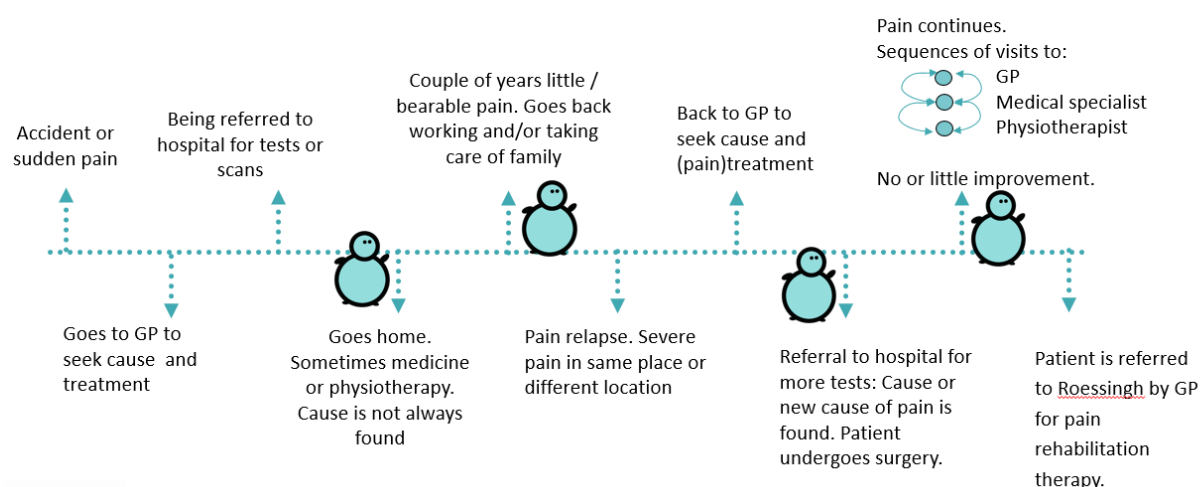 Accident or
sudden pain
Goes to GP to
seek cause and
treatment
Being referred to
hospital for tests or
scans
Goes home.
Sometimes medicine
or physiotherapy.
Cause is not always
found
Couple of years little /
bearable pain. Goes back
working and/or taking
care of family
Pain relapse. Severe
pain in same place or
different location
Back to GP to
seek cause and
(pain)treatment
Referral to hospital for
more tests: Cause or
new cause of pain is
found. Patient
undergoes surgery.
Pain continues.
Sequences of visits to:
GP
Medical specialist
Physiotherapist
No or little improvement.
Patient is referred
to Roessingh by GP
for pain
rehabilitation
therapy.